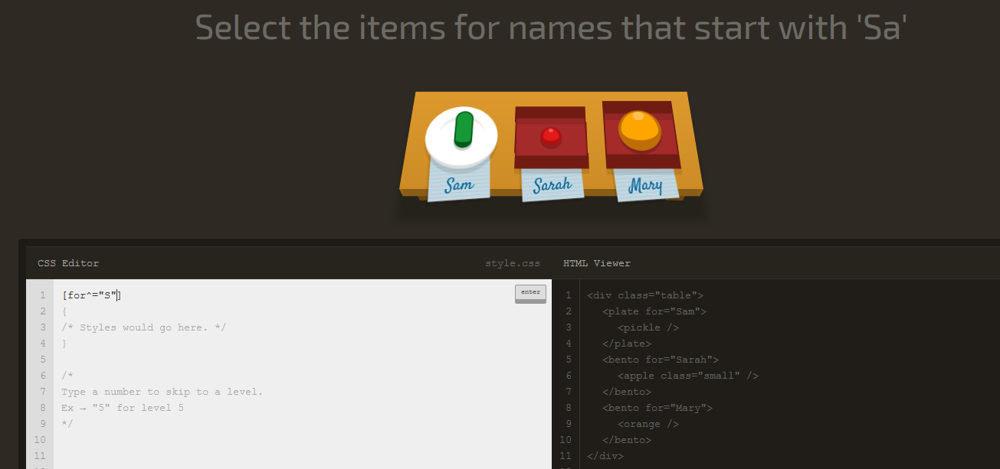 Select the items for names that start with 'Sa'
Sam Sarah Mary
CSS Editor style.css HTML Viewer
enter
1 [for^="S"]
2 {
3 /* Styles would go here. */
4 }
5
6 /*
7 Type a number to skip to a level.
8 Ex → "5" for level 5
9 */
10
11
1 <div class="table">
2 <plate for="Sam">
3 <pickle />
4 </plate>
5 <bento for="Sarah">
6 <apple class="small" />
7 </bento>
8 <bento for="Mary">
9 <orange />
10 </bento>
11 </div>